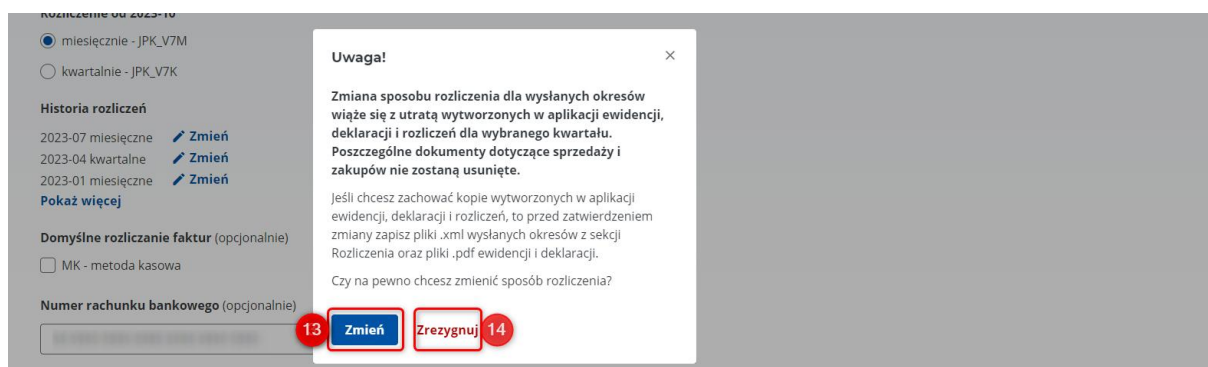 Rozliczenie od 2023-10
miesięcznie - JPK_V7M
kwartalnie - JPK_V7K
Historia rozliczeń
2023-07 miesięczne Zmień
2023-04 kwartalne Zmień
2023-01 miesięczne Zmień
Pokaż więcej
Domyślne rozliczanie faktur (opcjonalnie)
MK - metoda kasowa
Numer rachunku bankowego (opcjonalnie)
Uwaga!
Zmiana sposobu rozliczenia dla wysłanych okresów
wiąże się z utratą wytworzonych w aplikacji ewidencji,
deklaracji i rozliczeń dla wybranego kwartału.
Poszczególne dokumenty dotyczące sprzedaży i
zakupów nie zostaną usunięte.
Jeśli chcesz zachować kopie wytworzonych w aplikacji
ewidencji, deklaracji i rozliczeń, to przed zatwierdzeniem
zmiany zapisz pliki .xml wysłanych okresów z sekcji
Rozliczenia oraz pliki .pdf ewidencji i deklaracji.
Czy na pewno chcesz zmienić sposób rozliczenia?
13 Zmień Zrezygnuj 14